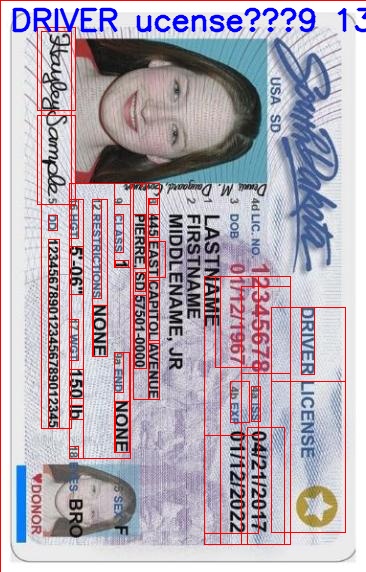 DRIVER ucense???9 13
South Dakota
USA SD
DRIVER LICENSE
4d LIC. NO. 12345678
3 DOB 01/12/1967
1 LASTNAME
2 FIRSTNAME
MIDDLENAME, JR
8 445 EAST CAPITOL AVENUE
PIERRE, SD 57501-0000
4a ISS 04/21/2017
4b EXP 01/12/2022
9 CLASS 1
9a END NONE
15 SEX F
12 RESTRICTIONS NONE
16 HGT 5'-06"
17 WGT 150 lb
18 EYES BRO
5 DD 1234567890123456789012345
DONOR
Dennis M. Daugaard, Governor
Hayley Sample